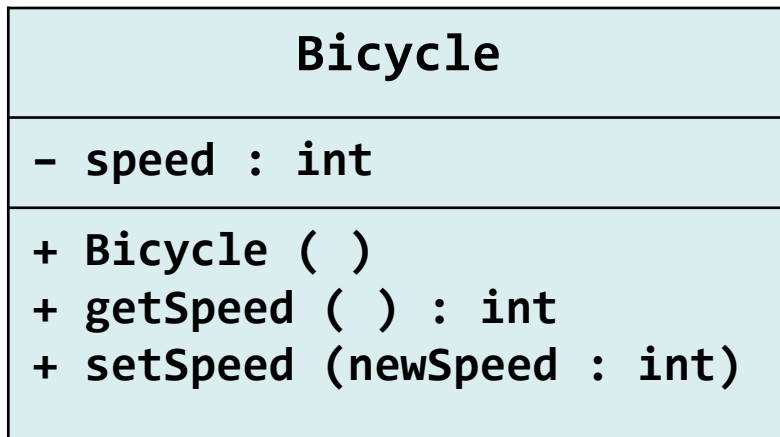 Bicycle
– speed : int
+ Bicycle ( )
+ getSpeed ( ) : int
+ setSpeed (newSpeed : int)